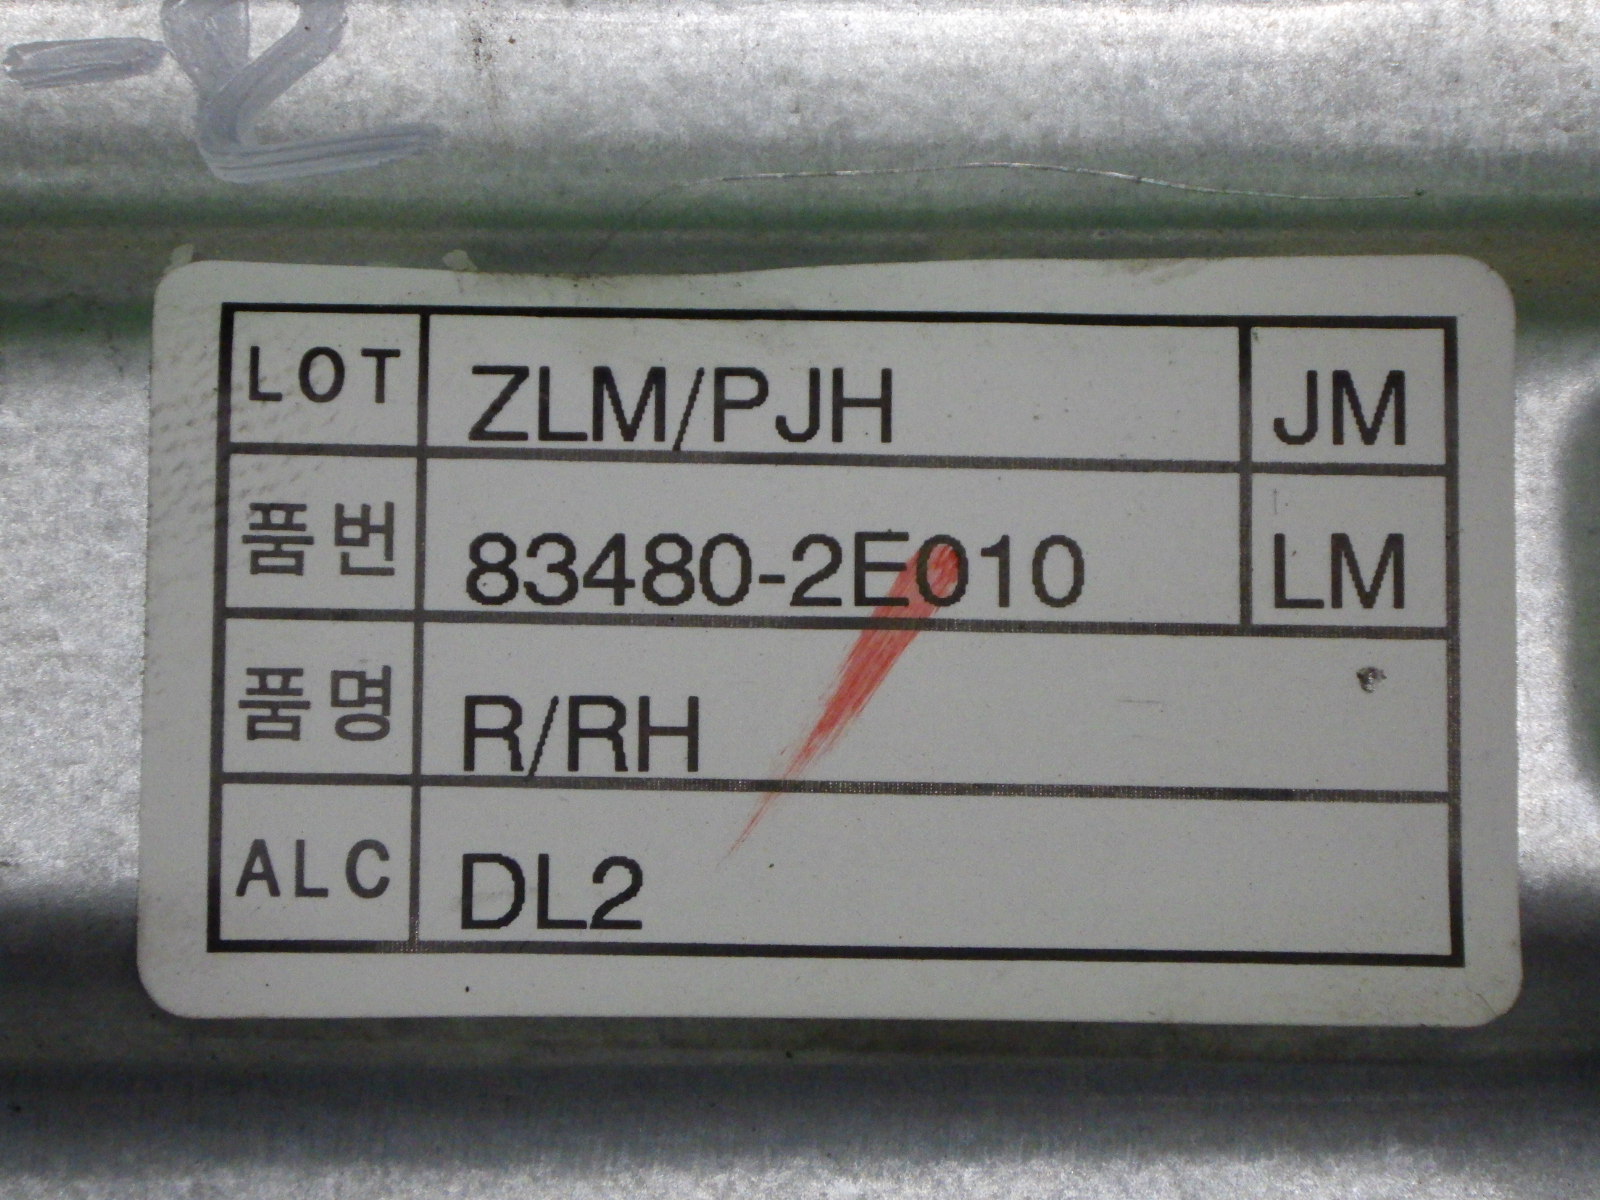 LOT ZLM/PJH JM
품번 83480-2E010 LM
품명 R/RH
ALC DL2